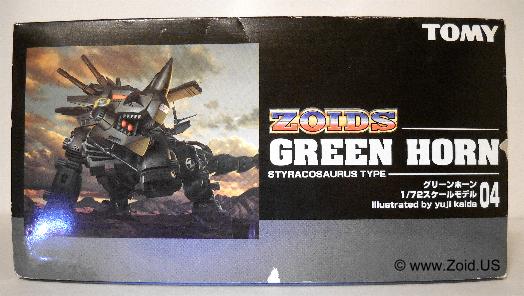 TOMY
ZOIDS
GREEN HORN
STYRACOSAURUS TYPE
グリーンホーン
1/72スケールモデル 04
Illustrated by yuji kaida
© www.Zoid.US